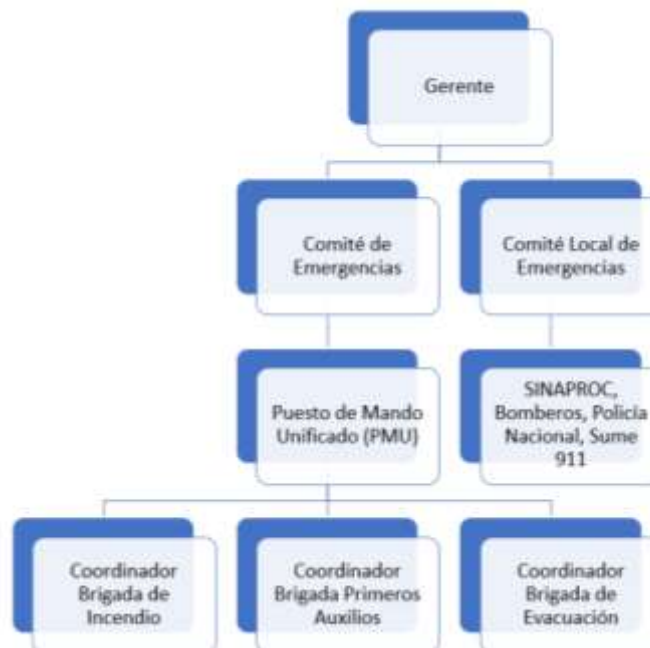 Gerente
Comité de
Emergencias
Comité Local de
Emergencias
Puesto de Mando
Unificado (PMU)
SINAPROC,
Bomberos, Policía
Nacional, Sume
911
Coordinador
Brigada de
Incendio
Coordinador
Brigada Primeros
Auxilios
Coordinador
Brigada de
Evacuación